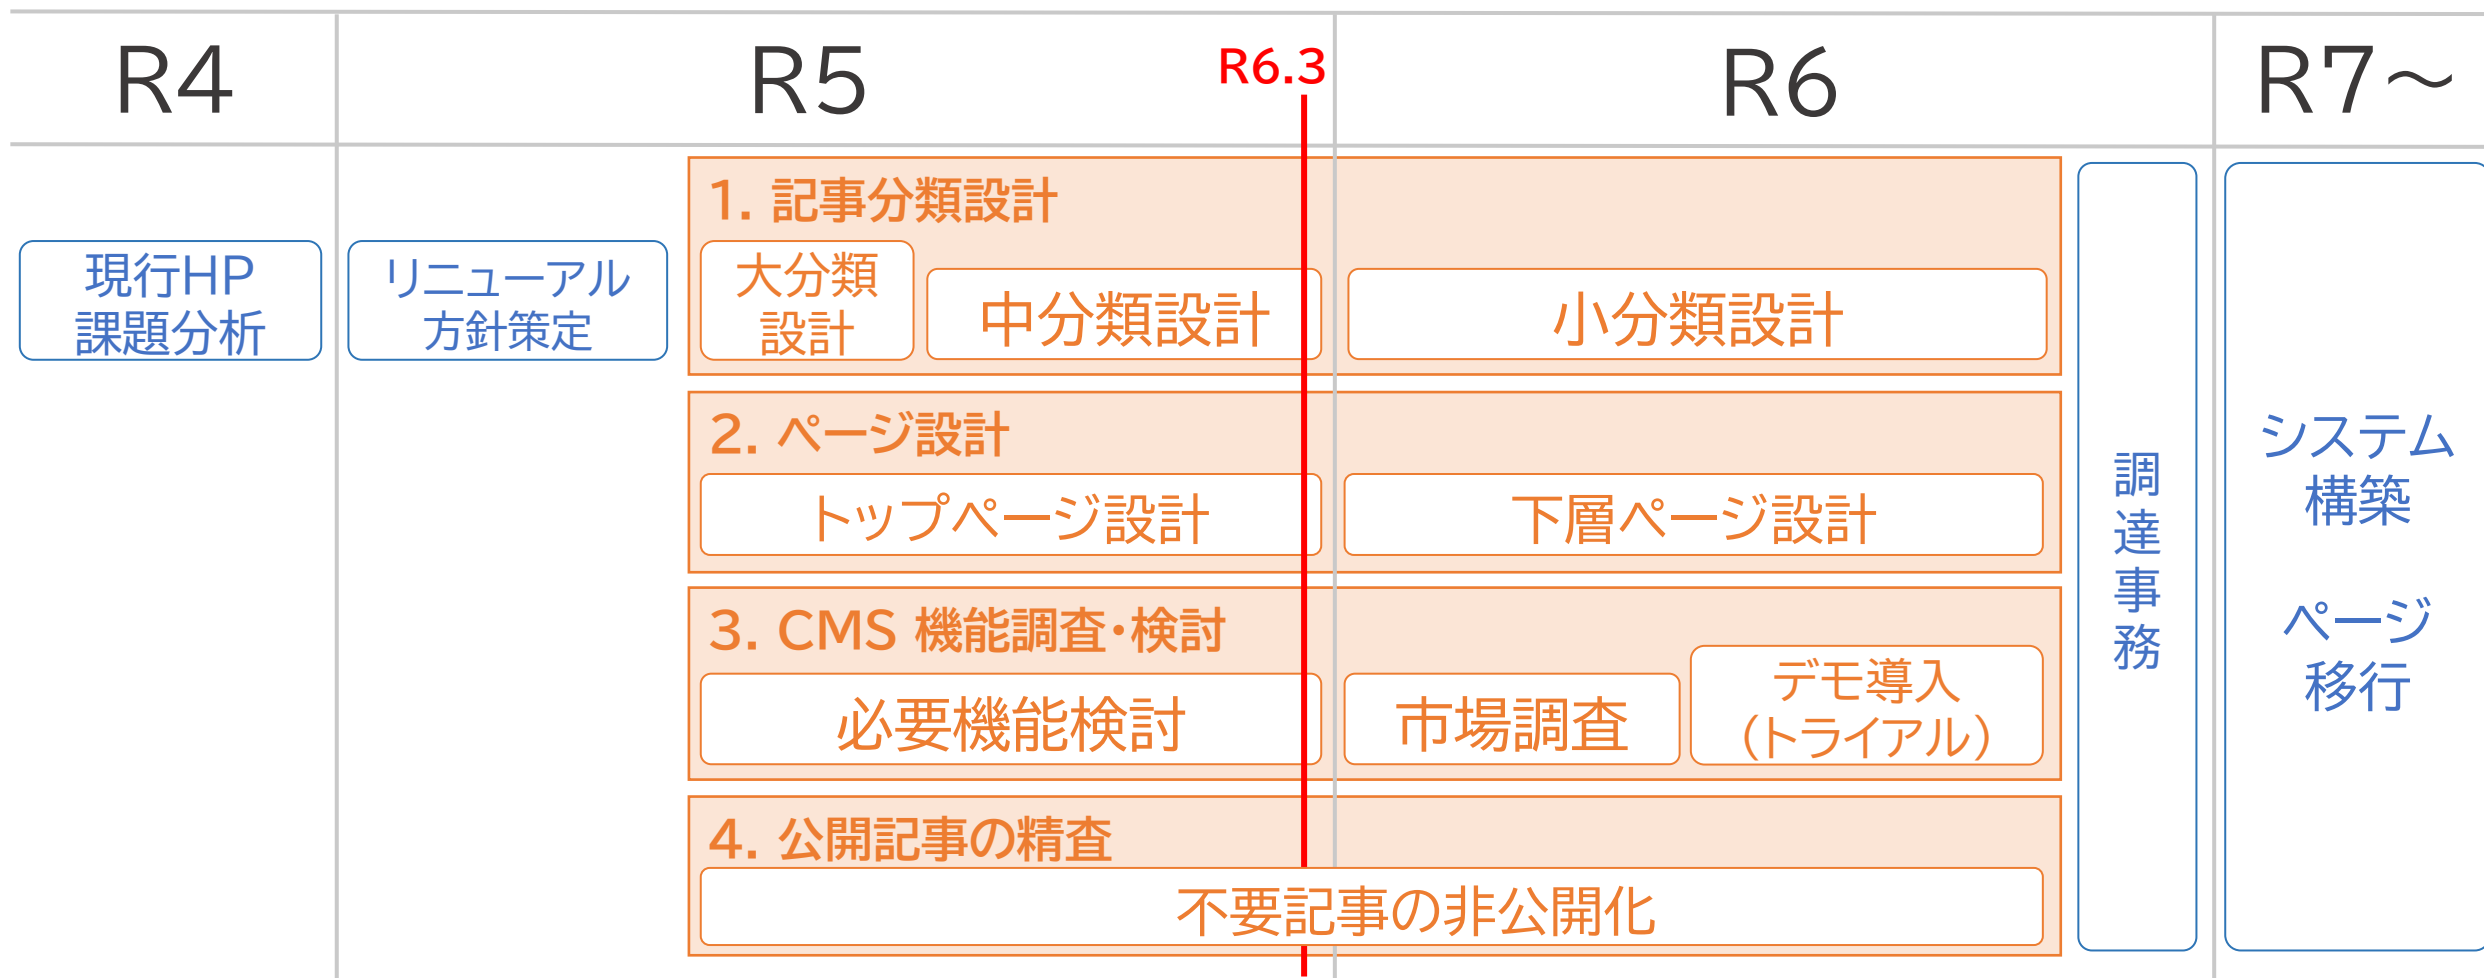 R4
R5
R6.3
R6
R7～
現行HP
課題分析
リニューアル
方針策定
1. 記事分類設計
大分類
設計
中分類設計
小分類設計
2. ページ設計
トップページ設計
下層ページ設計
3. CMS 機能調査・検討
必要機能検討
市場調査
デモ導入
（トライアル）
4. 公開記事の精査
不要記事の非公開化
調達事務
システム
構築
ページ
移行